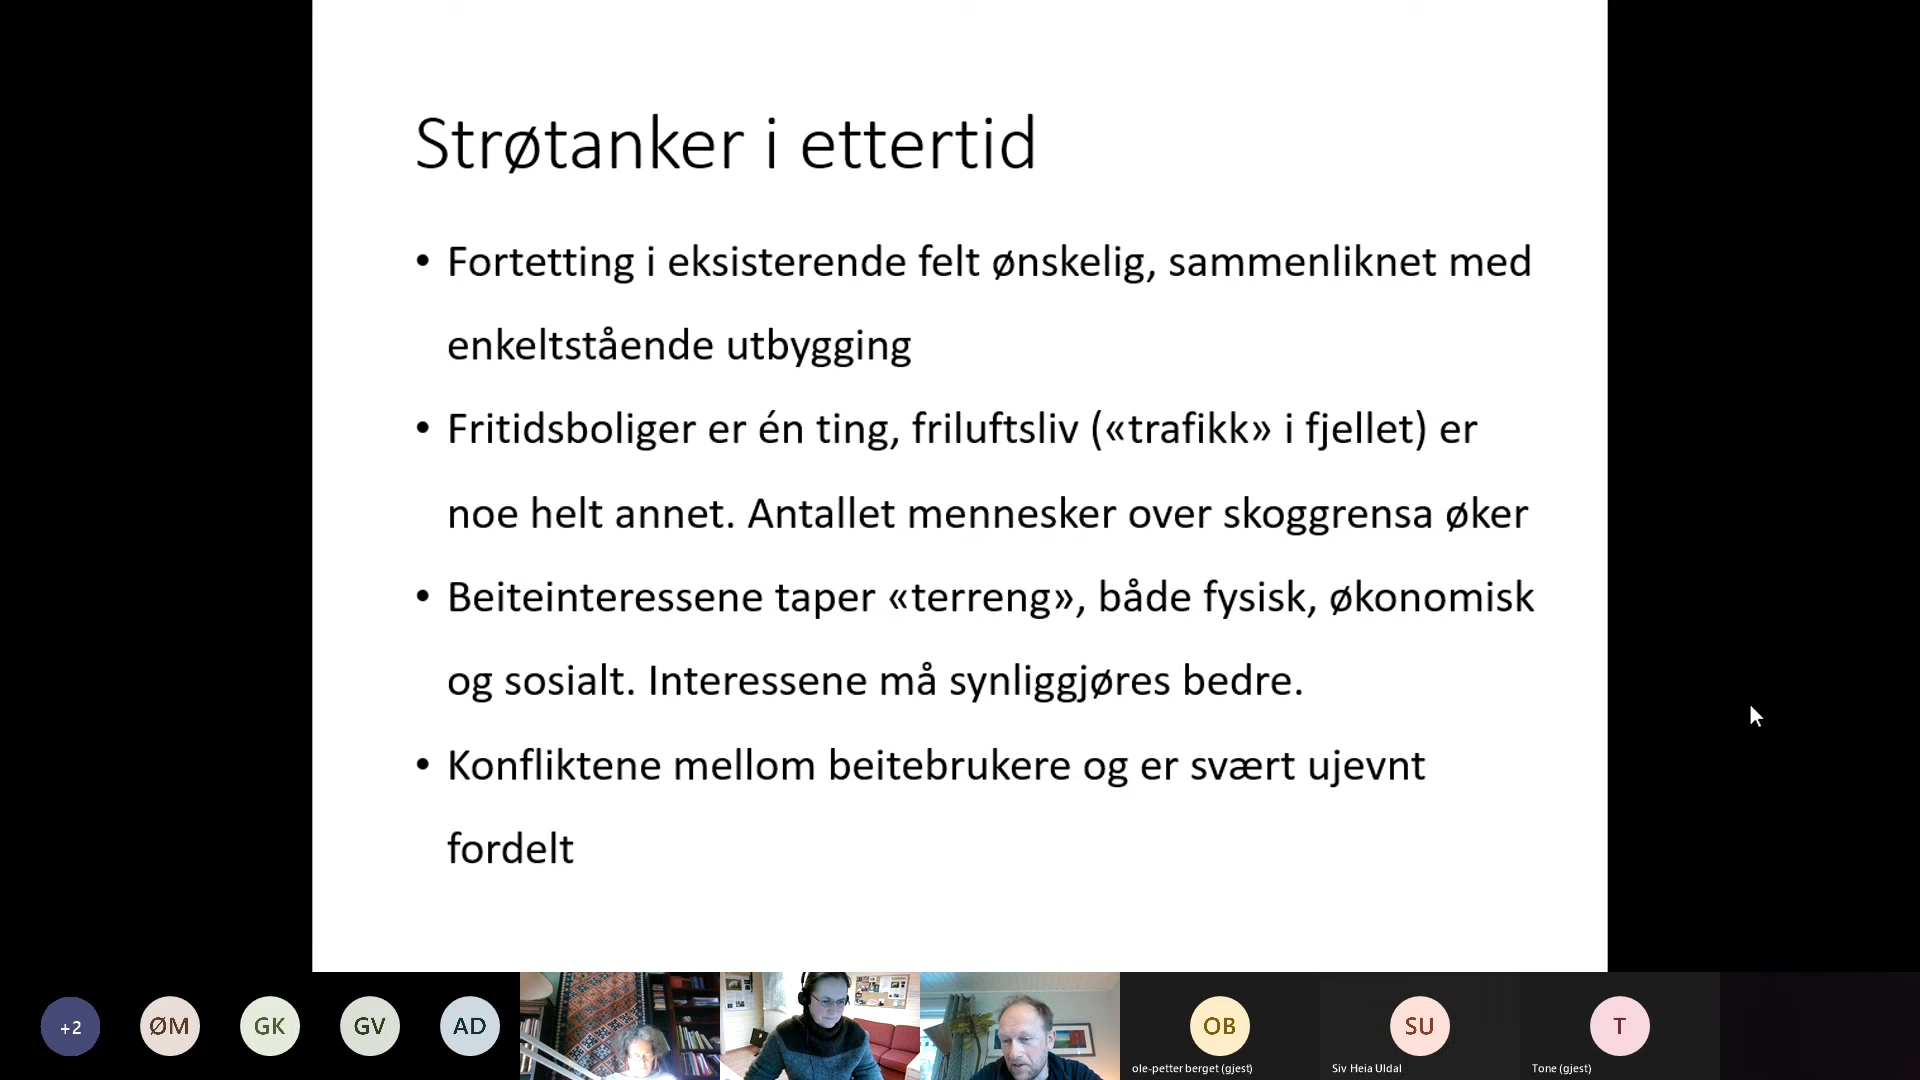 Strøtanker i ettertid
• Fortetting i eksisterende felt ønskelig, sammenliknet med
enkeltstående utbygging
• Fritidsboliger er én ting, friluftsliv («trafikk» i fjellet) er
noe helt annet. Antallet mennesker over skoggrensa øker
• Beiteinteressene taper «terreng», både fysisk, økonomisk
og sosialt. Interessene må synliggjøres bedre.
• Konfliktene mellom beitebrukere og er svært ujevnt
fordelt
+2
ØM
GK
GV
AD
OB
SU
T
ole-petter berget (gjest)
Siv Heia Uldal
Tone (gjest)